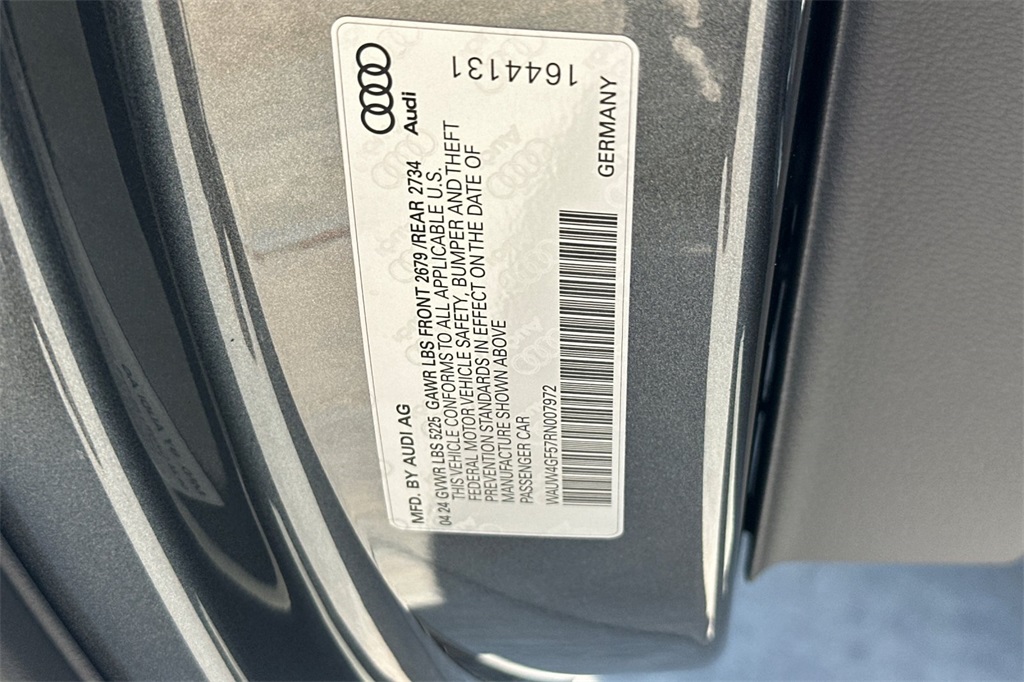 Audi
MFD. BY AUDI AG
04 24 GVWR LBS 5225 GAWR LBS FRONT 2679 /REAR 2734
THIS VEHICLE CONFORMS TO ALL APPLICABLE U.S.
FEDERAL MOTOR VEHICLE SAFETY, BUMPER AND THEFT
PREVENTION STANDARDS IN EFFECT ON THE DATE OF
MANUFACTURE SHOWN ABOVE
PASSENGER CAR
WAUW4GF57RN007972
GERMANY
1644131